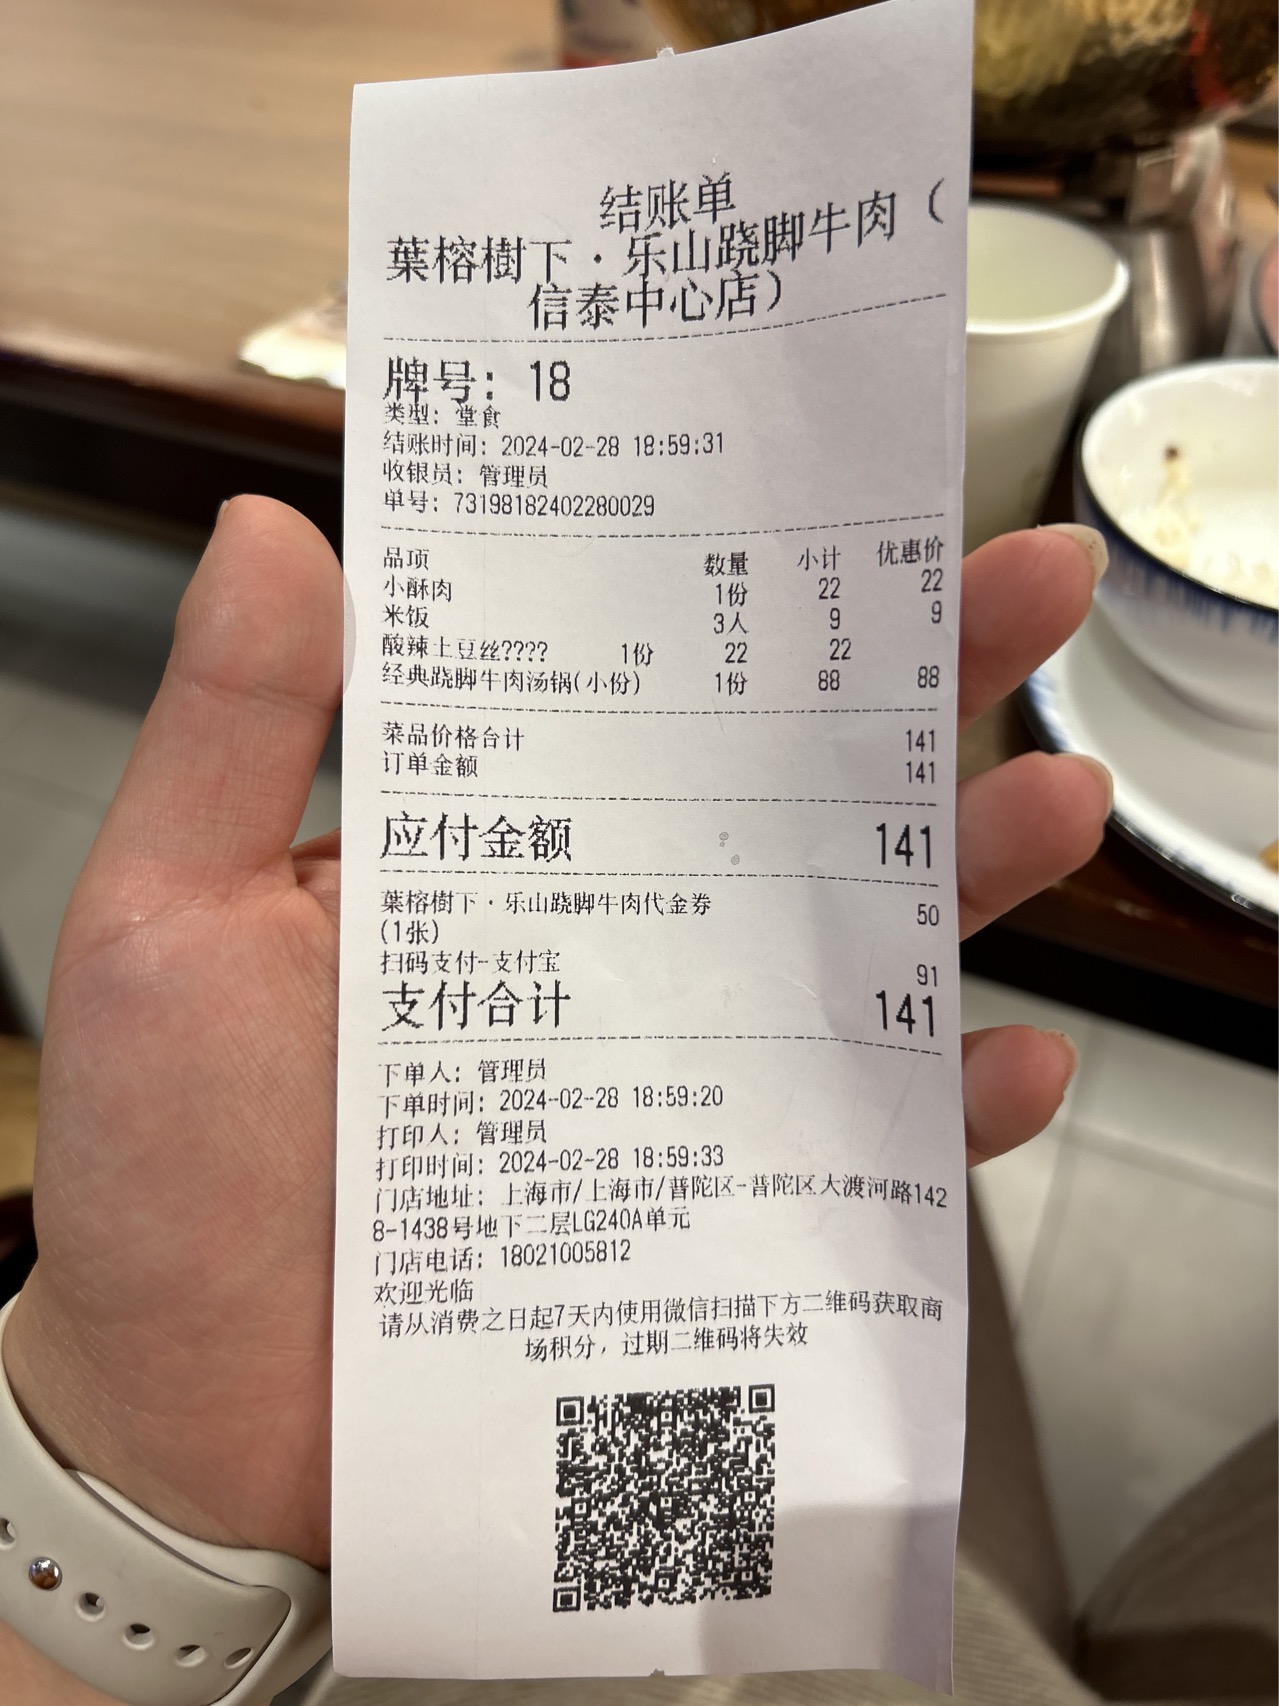 结账单
葉榕樹下·乐山跷脚牛肉（
信泰中心店）
牌号: 18
类型: 堂食
结账时间: 2024-02-28 18:59:31
收银员: 管理员
单号: 73198182402280029
品项 数量 小计 优惠价
小酥肉 1份 22 22
米饭 3人 9 9
酸辣土豆丝???? 1份 22 22
经典跷脚牛肉汤锅(小份) 1份 88 88
菜品价格合计 141
订单金额 141
应付金额 141
葉榕樹下·乐山跷脚牛肉代金券 50
(1张)
扫码支付-支付宝 91
支付合计 141
下单人: 管理员
下单时间: 2024-02-28 18:59:20
打印人: 管理员
打印时间: 2024-02-28 18:59:33
门店地址: 上海市/上海市/普陀区-普陀区大渡河路142
8-1438号地下二层LG240A单元
门店电话: 18021005812
欢迎光临
请从消费之日起7天内使用微信扫描下方二维码获取商
场积分, 过期二维码将失效